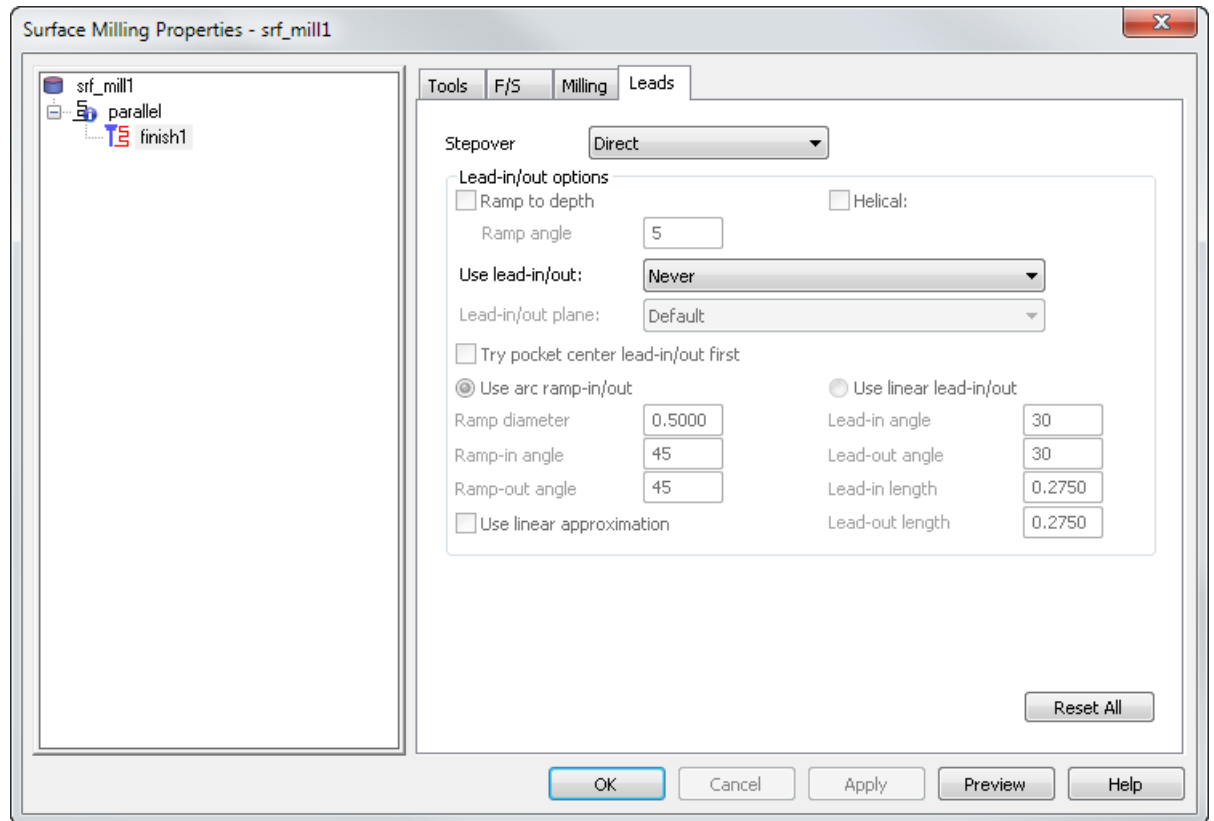 Surface Milling Properties - srf_mill1
srf_mill1
parallel
finish1
Tools F/S Milling Leads
Stepover Direct
Lead-in/out options
Ramp to depth Helical:
Ramp angle 5
Use lead-in/out: Never
Lead-in/out plane: Default
Try pocket center lead-in/out first
Use arc ramp-in/out Use linear lead-in/out
Ramp diameter 0.5000 Lead-in angle 30
Ramp-in angle 45 Lead-out angle 30
Ramp-out angle 45 Lead-in length 0.2750
Use linear approximation Lead-out length 0.2750
Reset All
OK Cancel Apply Preview Help